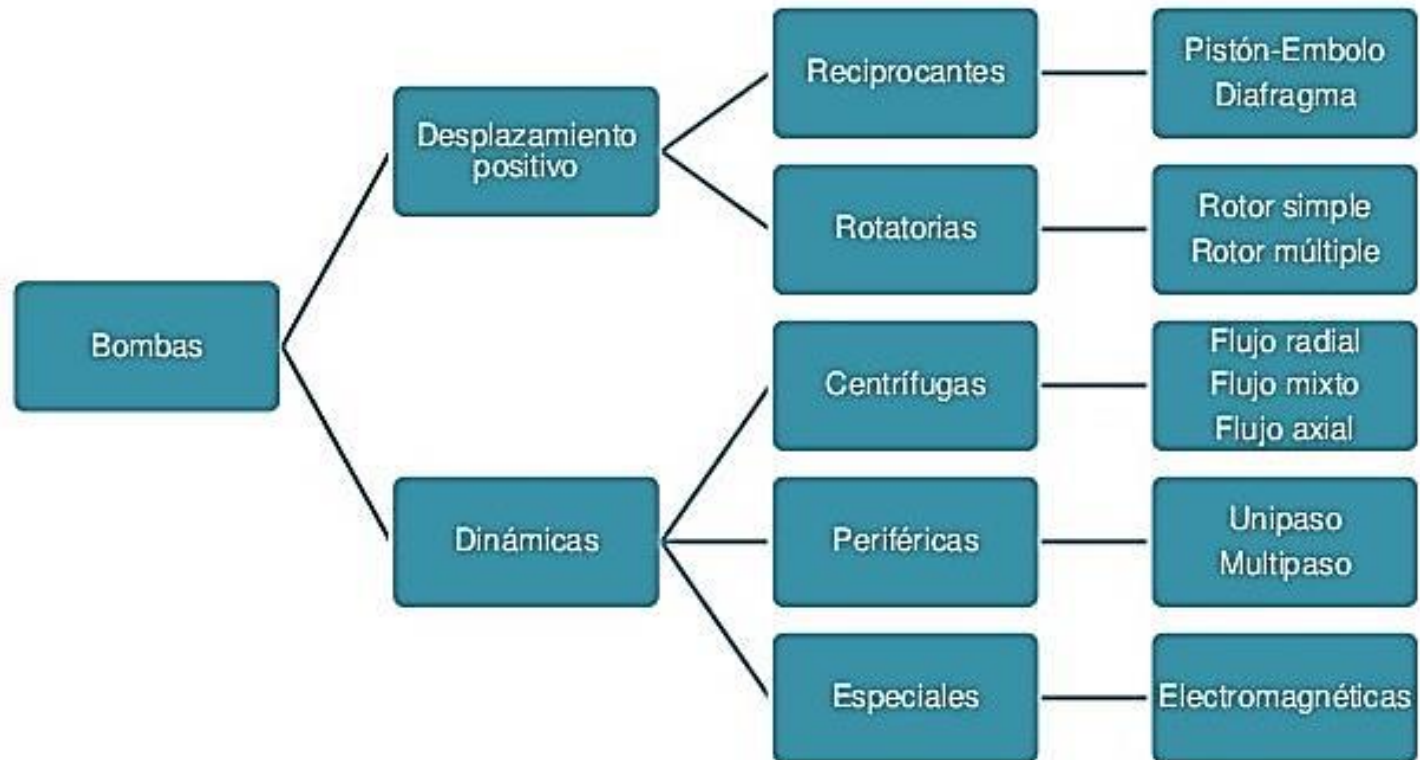 Bombas
Desplazamiento
positivo
Reciprocantes
Pistón-Embolo
Diafragma
Rotatorias
Rotor simple
Rotor múltiple
Dinámicas
Centrífugas
Flujo radial
Flujo mixto
Flujo axial
Periféricas
Unipaso
Multipaso
Especiales
Electromagnéticas